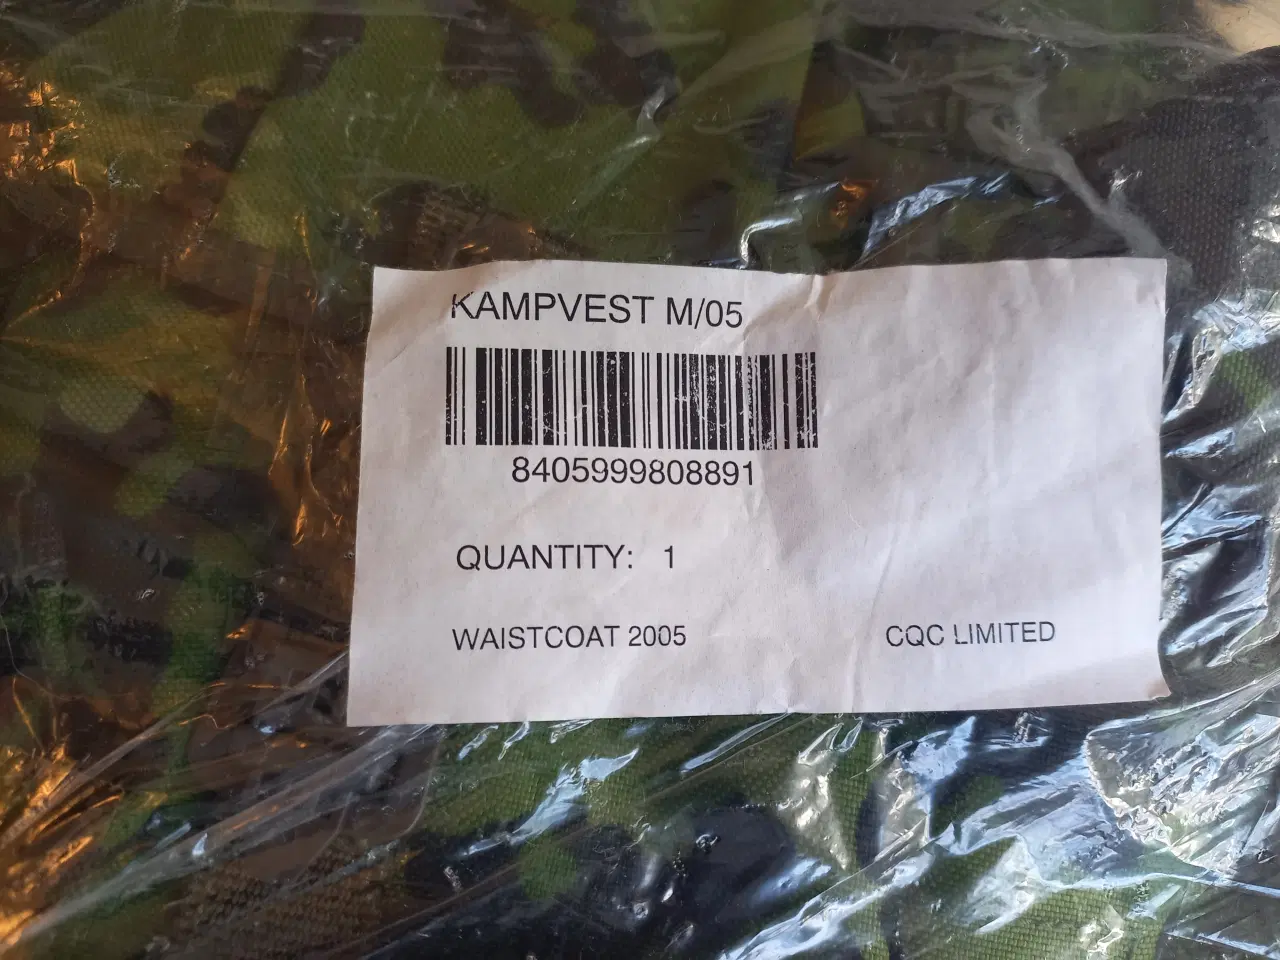 KAMPVEST M/05
8405999808891
QUANTITY: 1
WAISTCOAT 2005 CQC LIMITED